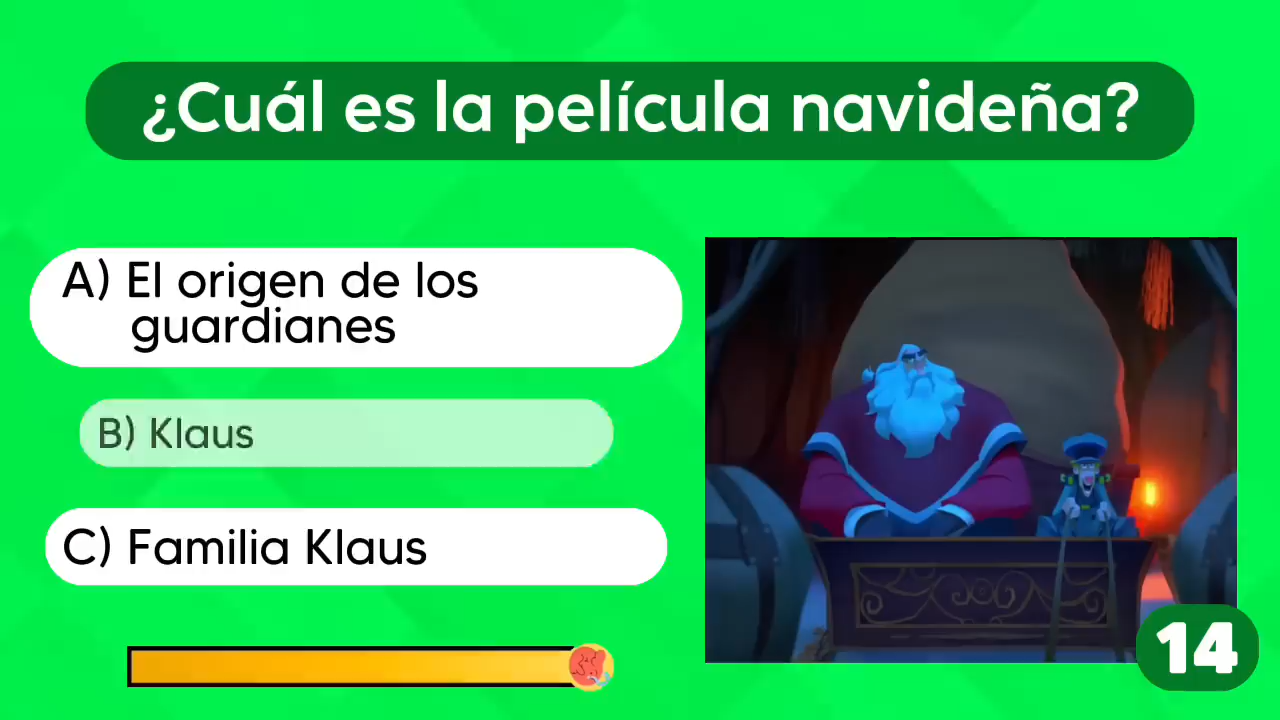 ¿Cuál es la película navideña?
A) El origen de los
guardianes
B) Klaus
C) Familia Klaus
14